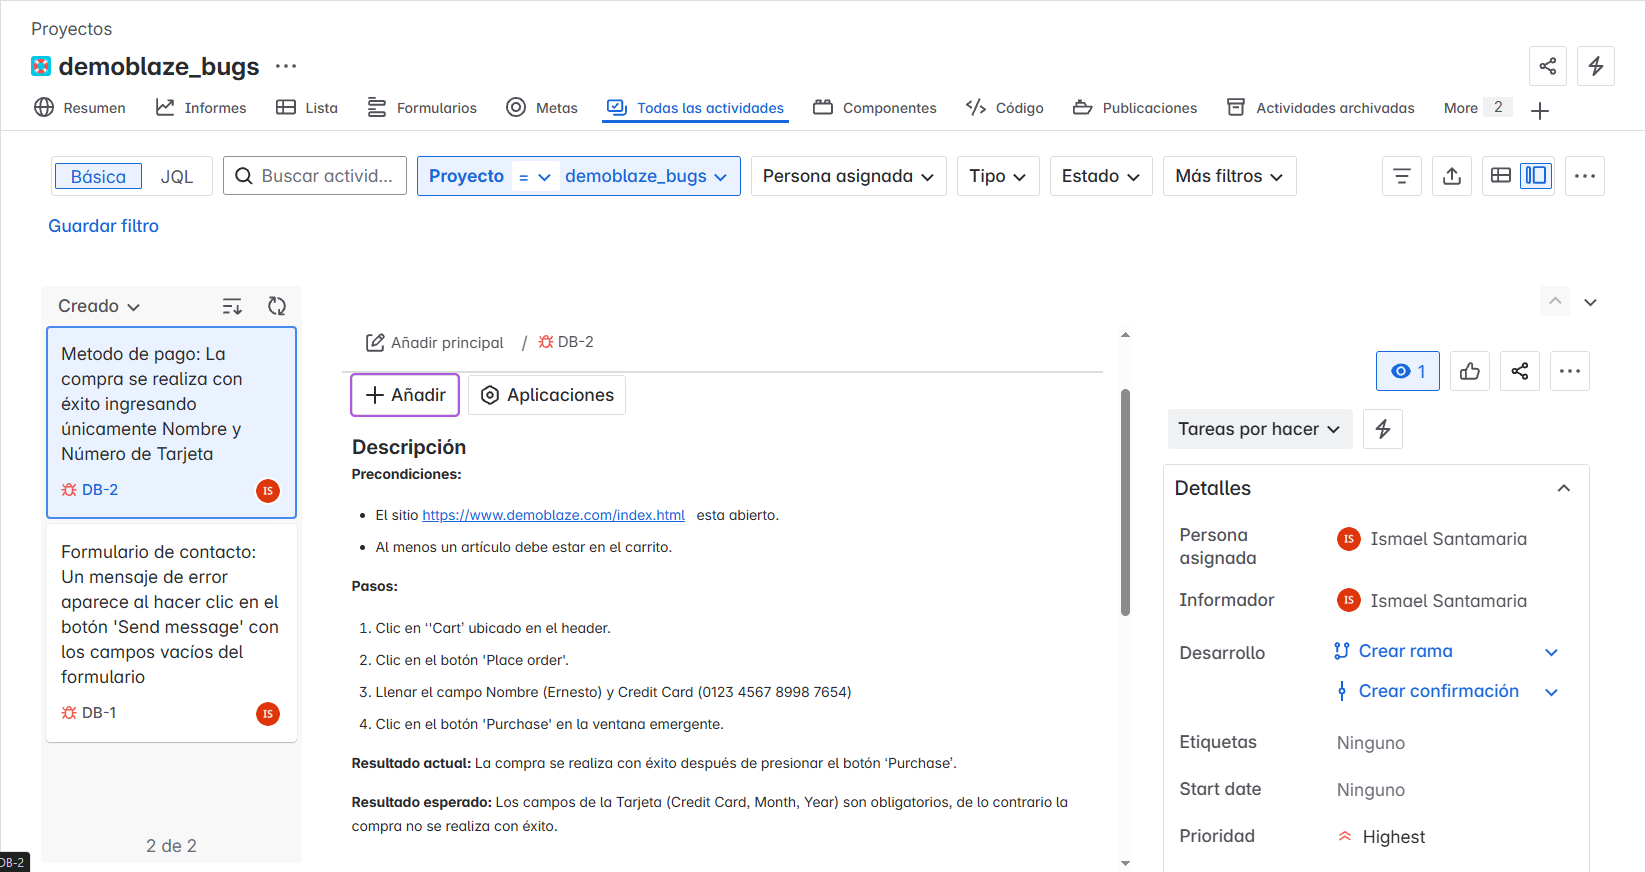 Proyectos
demoblaze_bugs
Resumen Informes Lista Formularios Metas Todas las actividades Componentes Código Publicaciones Actividades archivadas More 2
Básica JQL Buscar activid... Proyecto = demoblaze_bugs Persona asignada Tipo Estado Más filtros
Guardar filtro
Creado
Metodo de pago: La
compra se realiza con
éxito ingresando
únicamente Nombre y
Número de Tarjeta
DB-2 IS
Formulario de contacto:
Un mensaje de error
aparece al hacer clic en el
botón 'Send message' con
los campos vacíos del
formulario
DB-1 IS
2 de 2
DB-2
Añadir principal / DB-2
Añadir Aplicaciones
Descripción
Precondiciones:
• El sitio https://www.demoblaze.com/index.html esta abierto.
• Al menos un artículo debe estar en el carrito.
Pasos:
1. Clic en ‘'Cart’ ubicado en el header.
2. Clic en el botón 'Place order'.
3. Llenar el campo Nombre (Ernesto) y Credit Card (0123 4567 8998 7654)
4. Clic en el botón 'Purchase' en la ventana emergente.
Resultado actual: La compra se realiza con éxito después de presionar el botón ‘Purchase’.
Resultado esperado: Los campos de la Tarjeta (Credit Card, Month, Year) son obligatorios, de lo contrario la
compra no se realiza con éxito.
1
Tareas por hacer
Detalles
Persona
asignada
IS Ismael Santamaria
Informador IS Ismael Santamaria
Desarrollo Crear rama
Crear confirmación
Etiquetas Ninguno
Start date Ninguno
Prioridad Highest